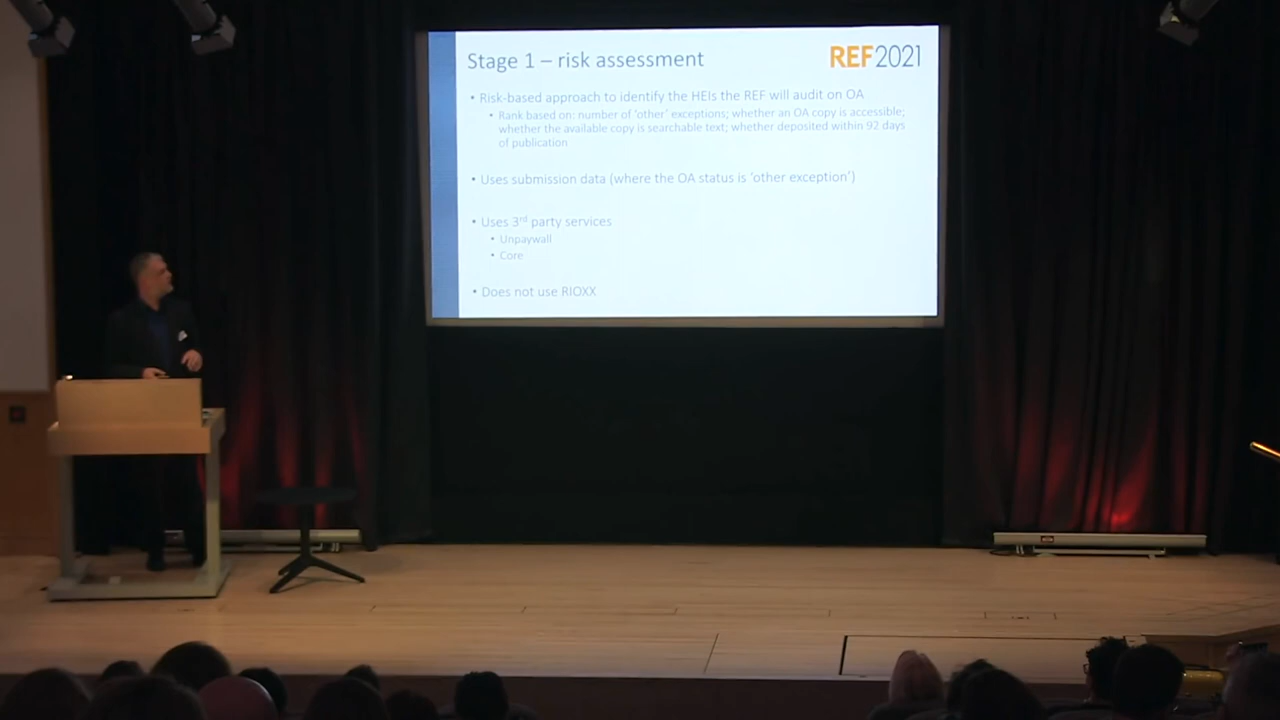 Stage 1 – risk assessment
REF2021
• Risk-based approach to identify the HEIs the REF will audit on OA
• Rank based on: number of 'other' exceptions; whether an OA copy is accessible;
whether the available copy is searchable text; whether deposited within 92 days
of publication
• Uses submission data (where the OA status is 'other exception')
• Uses 3rd party services
• Unpaywall
• Core
• Does not use RIOXX